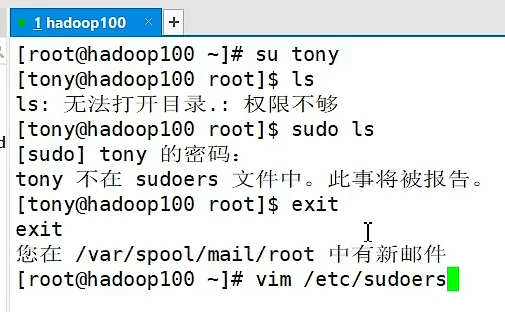 1 hadoop100 × +
[root@hadoop100 ~]# su tony
[tony@hadoop100 root]$ ls
ls: 无法打开目录.: 权限不够
[tony@hadoop100 root]$ sudo ls
[sudo] tony 的密码：
tony 不在 sudoers 文件中。此事将被报告。
[tony@hadoop100 root]$ exit
exit
您在 /var/spool/mail/root 中有新邮件
[root@hadoop100 ~]# vim /etc/sudoers